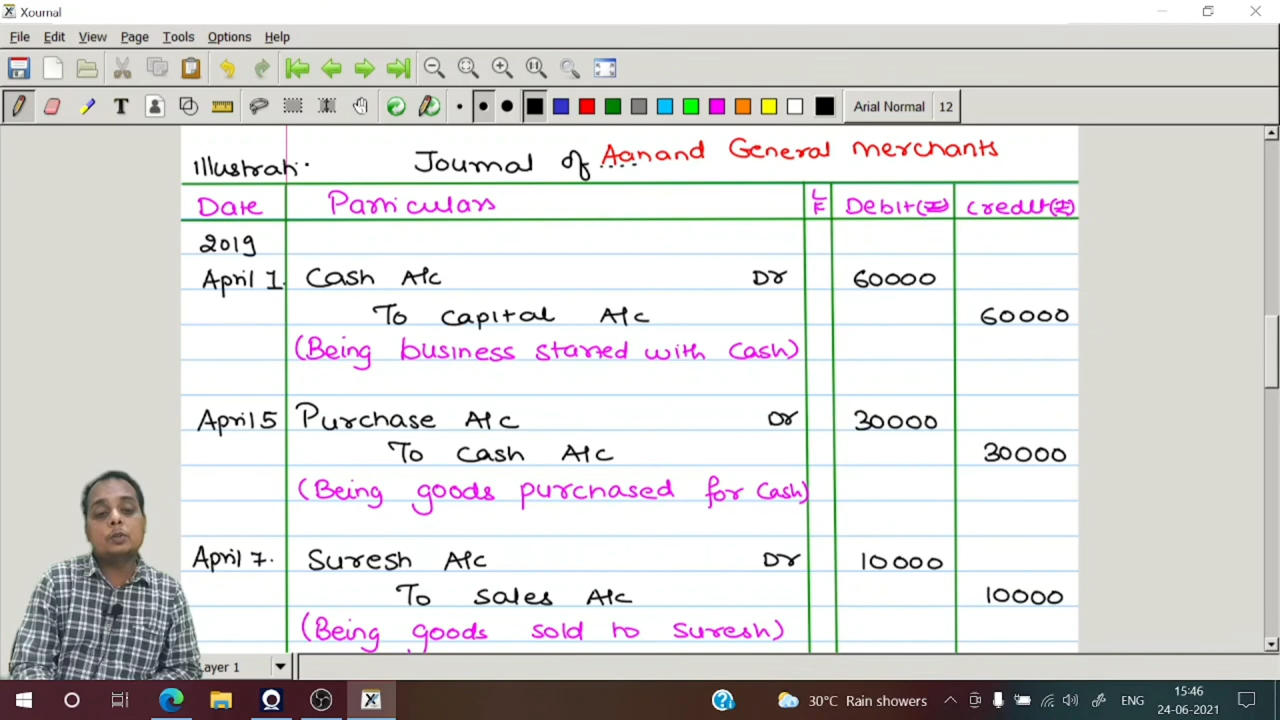 Xournal
File Edit View Page Tools Options Help
Arial Normal 12
Illustrati.. Journal of Aanand General merchants
Date Particulars LF Debit(₹) Credit(₹)
2019
April 1. Cash A/c Dr 60000
To Capital A/c 60000
(Being business started with Cash)
April 5 Purchase A/c Dr 30000
To Cash A/c 30000
(Being goods purchased for Cash)
April 7. Suresh A/c Dr 10000
To Sales A/c 10000
(Being goods sold to Suresh)
Layer 1
30°C Rain showers ENG 15:46
24-06-2021